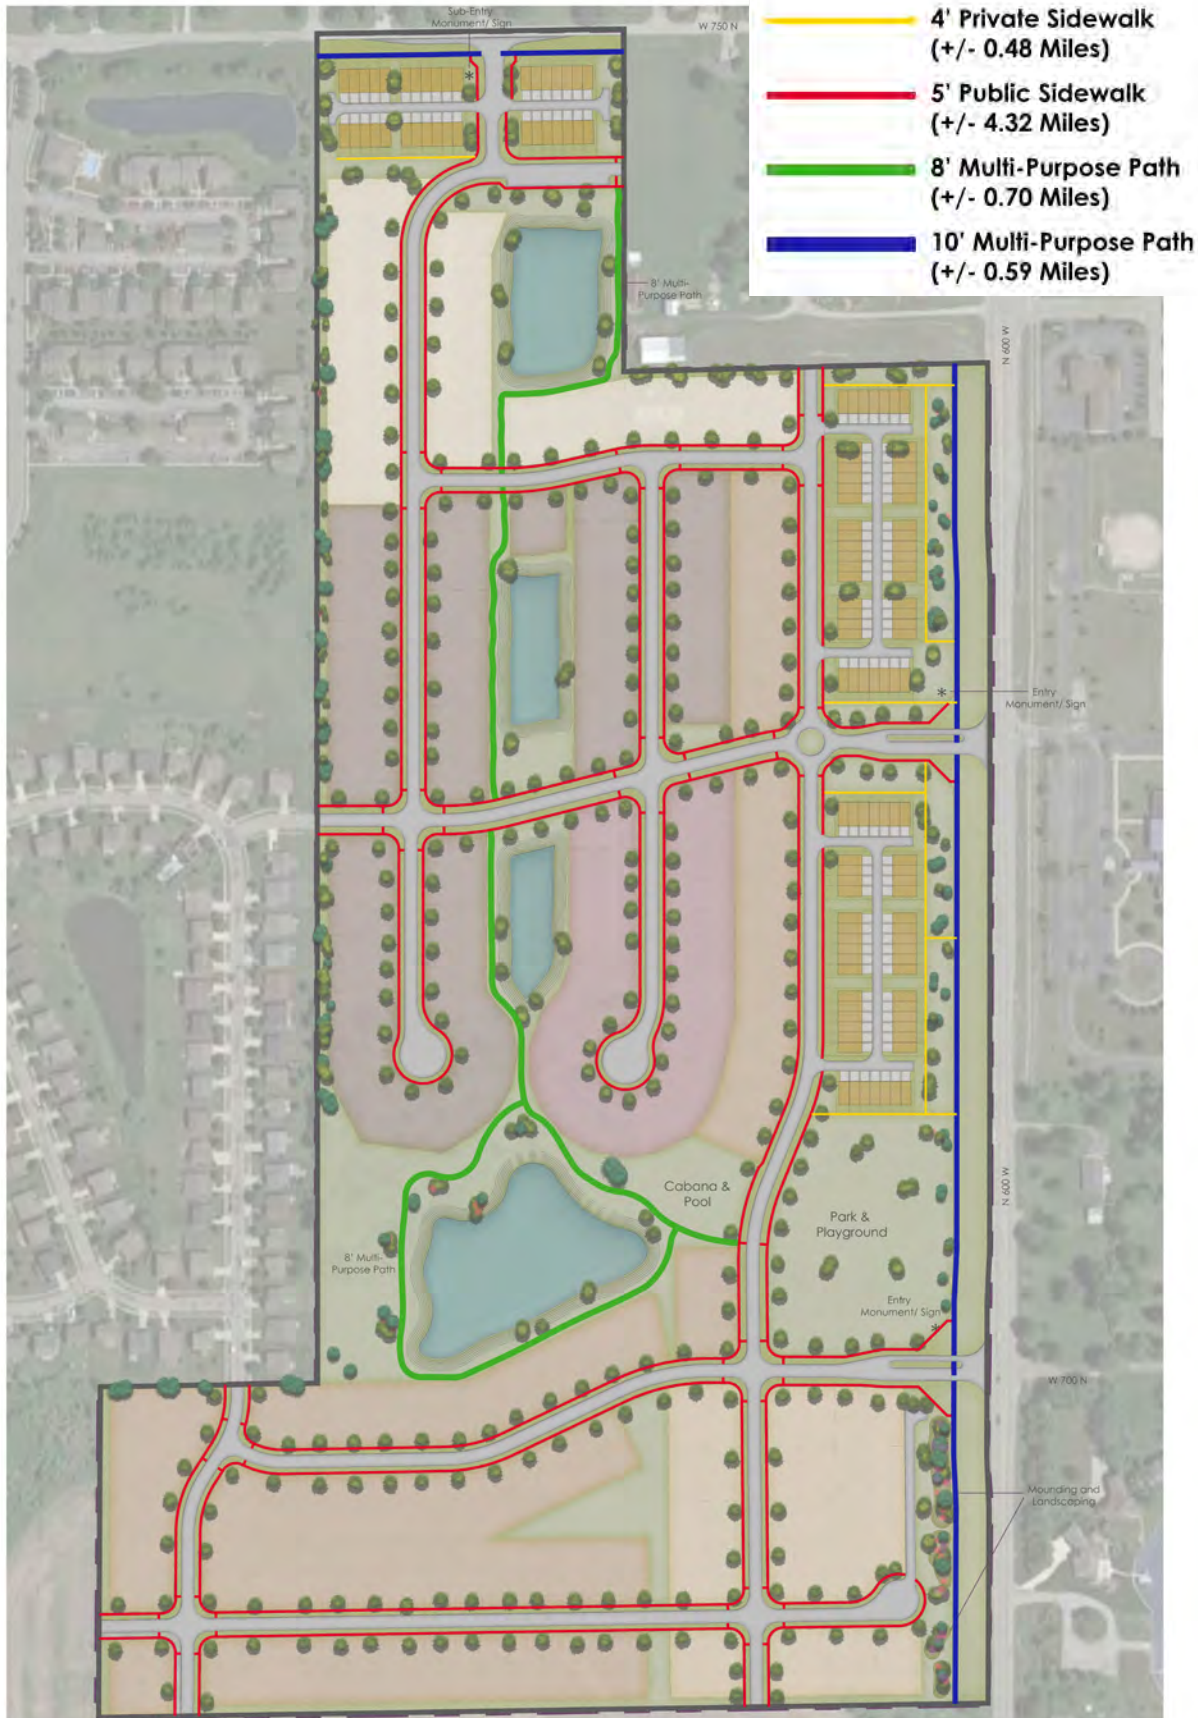 Sub-Entry
Monument/ Sign
W 750 N
4' Private Sidewalk
(+/- 0.48 Miles)
5' Public Sidewalk
(+/- 4.32 Miles)
8' Multi-Purpose Path
(+/- 0.70 Miles)
10' Multi-Purpose Path
(+/- 0.59 Miles)
8' Multi-
Purpose Path
N 600 W
*
*
Entry
Monument/ Sign
Cabana &
Pool
Park &
Playground
N 600 W
8' Multi-
Purpose Path
Entry
Monument/ Sign
*
W 700 N
Mounding and
Landscaping